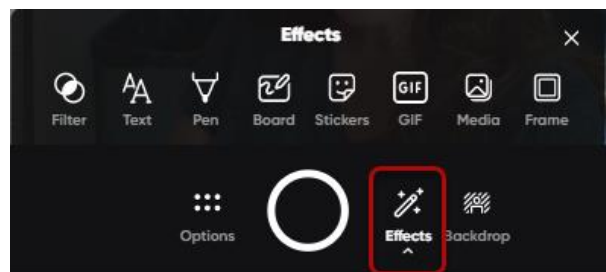 Effects
Filter Text Pen Board Stickers GIF Media Frame
Options Effects Backdrop